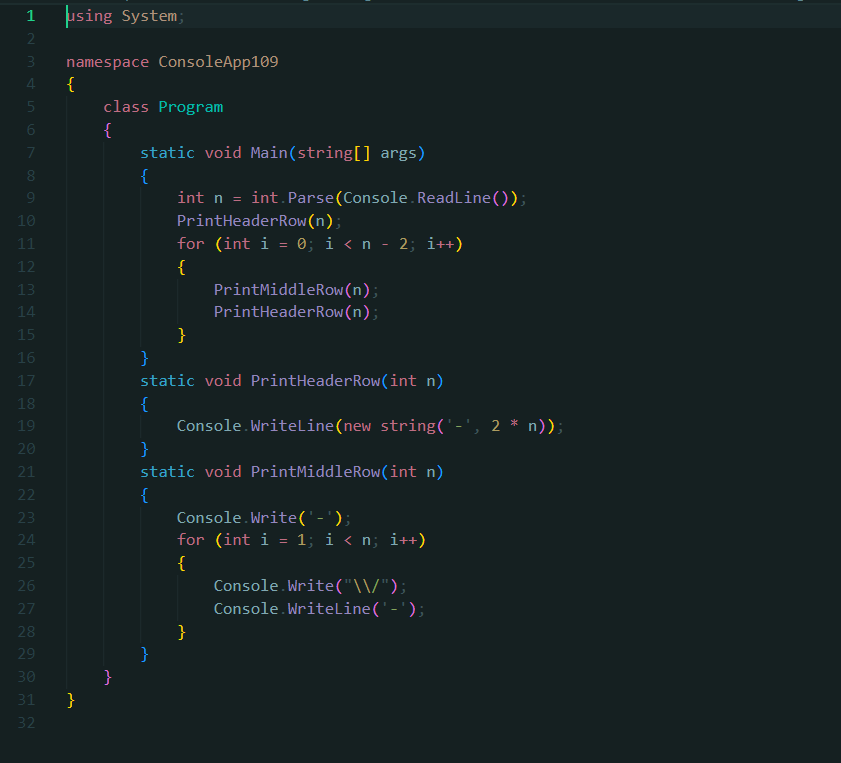 1 using System;
2
3 namespace ConsoleApp109
4 {
5 class Program
6 {
7 static void Main(string[] args)
8 {
9 int n = int.Parse(Console.ReadLine());
10 PrintHeaderRow(n);
11 for (int i = 0; i < n - 2; i++)
12 {
13 PrintMiddleRow(n);
14 PrintHeaderRow(n);
15 }
16 }
17 static void PrintHeaderRow(int n)
18 {
19 Console.WriteLine(new string('-', 2 * n));
20 }
21 static void PrintMiddleRow(int n)
22 {
23 Console.Write('-');
24 for (int i = 1; i < n; i++)
25 {
26 Console.Write("\\/");
27 Console.WriteLine('-');
28 }
29 }
30 }
31 }
32